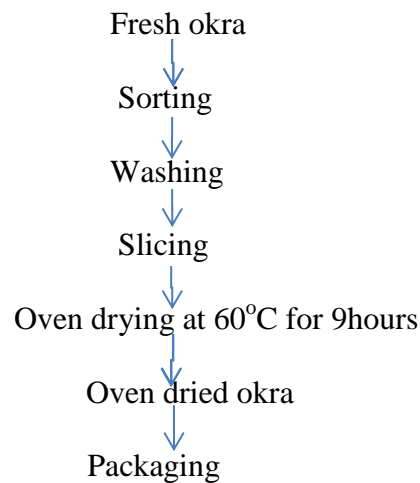 Fresh okra
Sorting
Washing
Slicing
Oven drying at 60°C for 9hours
Oven dried okra
Packaging